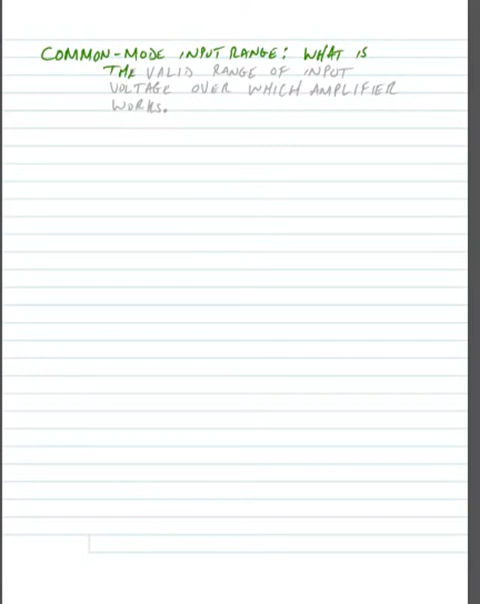 COMMON-MODE INPUT RANGE: WHAT IS
THE VALID RANGE OF INPUT
VOLTAGE OVER WHICH AMPLIFIER
WORKS.